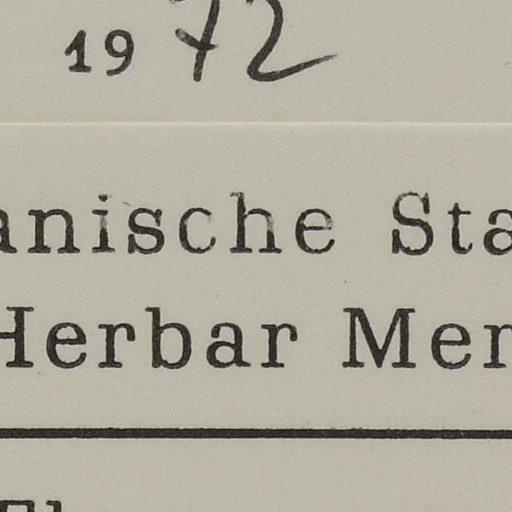 1972
anische Sta
Herbar Mer